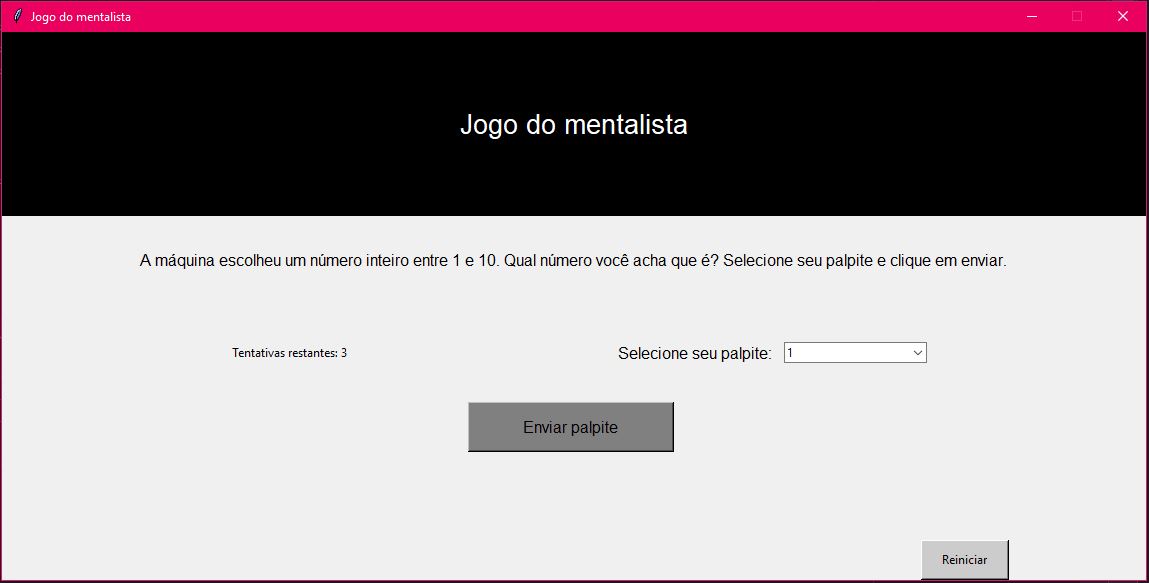 Jogo do mentalista
Jogo do mentalista
A máquina escolheu um número inteiro entre 1 e 10. Qual número você acha que é? Selecione seu palpite e clique em enviar.
Tentativas restantes: 3
Selecione seu palpite: 1
Enviar palpite
Reiniciar